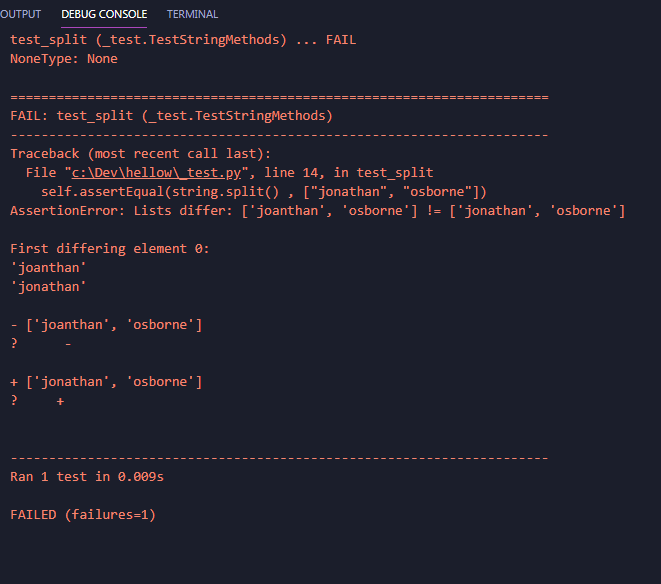 OUTPUT DEBUG CONSOLE TERMINAL
test_split (_test.TestStringMethods) ... FAIL
NoneType: None
======================================================================
FAIL: test_split (_test.TestStringMethods)
----------------------------------------------------------------------
Traceback (most recent call last):
  File "c:\Dev\hellow\_test.py", line 14, in test_split
    self.assertEqual(string.split() , ["jonathan", "osborne"])
AssertionError: Lists differ: ['joanthan', 'osborne'] != ['jonathan', 'osborne']
First differing element 0:
'joanthan'
'jonathan'
- ['joanthan', 'osborne']
?      -
+ ['jonathan', 'osborne']
?     +
----------------------------------------------------------------------
Ran 1 test in 0.009s
FAILED (failures=1)